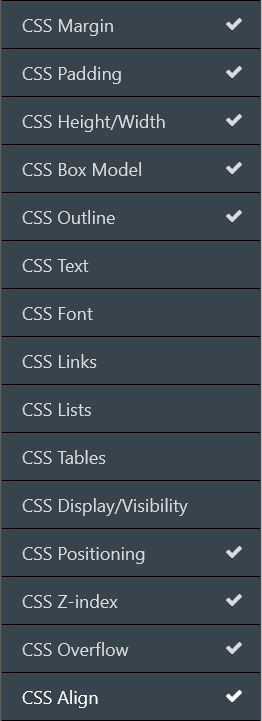 CSS Margin
CSS Padding
CSS Height/Width
CSS Box Model
CSS Outline
CSS Text
CSS Font
CSS Links
CSS Lists
CSS Tables
CSS Display/Visibility
CSS Positioning
CSS Z-index
CSS Overflow
CSS Align